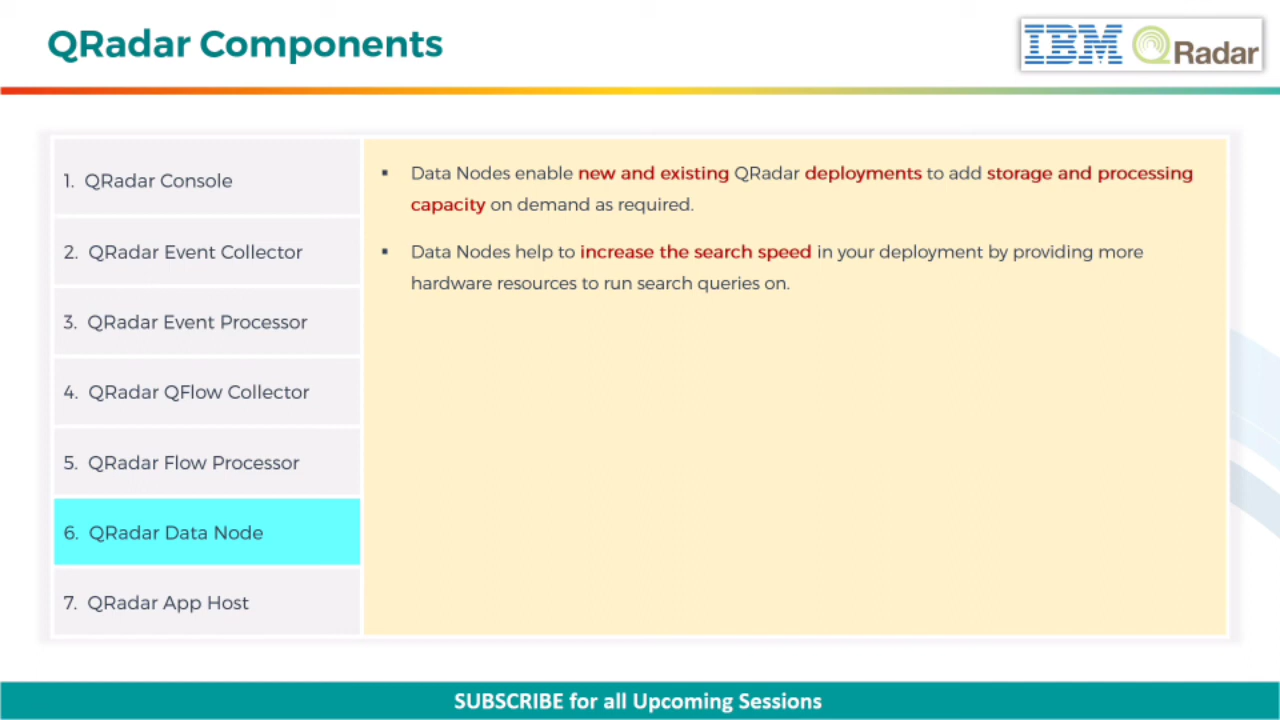 QRadar Components
IBM QRadar
1. QRadar Console
2. QRadar Event Collector
3. QRadar Event Processor
4. QRadar QFlow Collector
5. QRadar Flow Processor
6. QRadar Data Node
7. QRadar App Host
▪ Data Nodes enable new and existing QRadar deployments to add storage and processing
capacity on demand as required.
▪ Data Nodes help to increase the search speed in your deployment by providing more
hardware resources to run search queries on.
SUBSCRIBE for all Upcoming Sessions